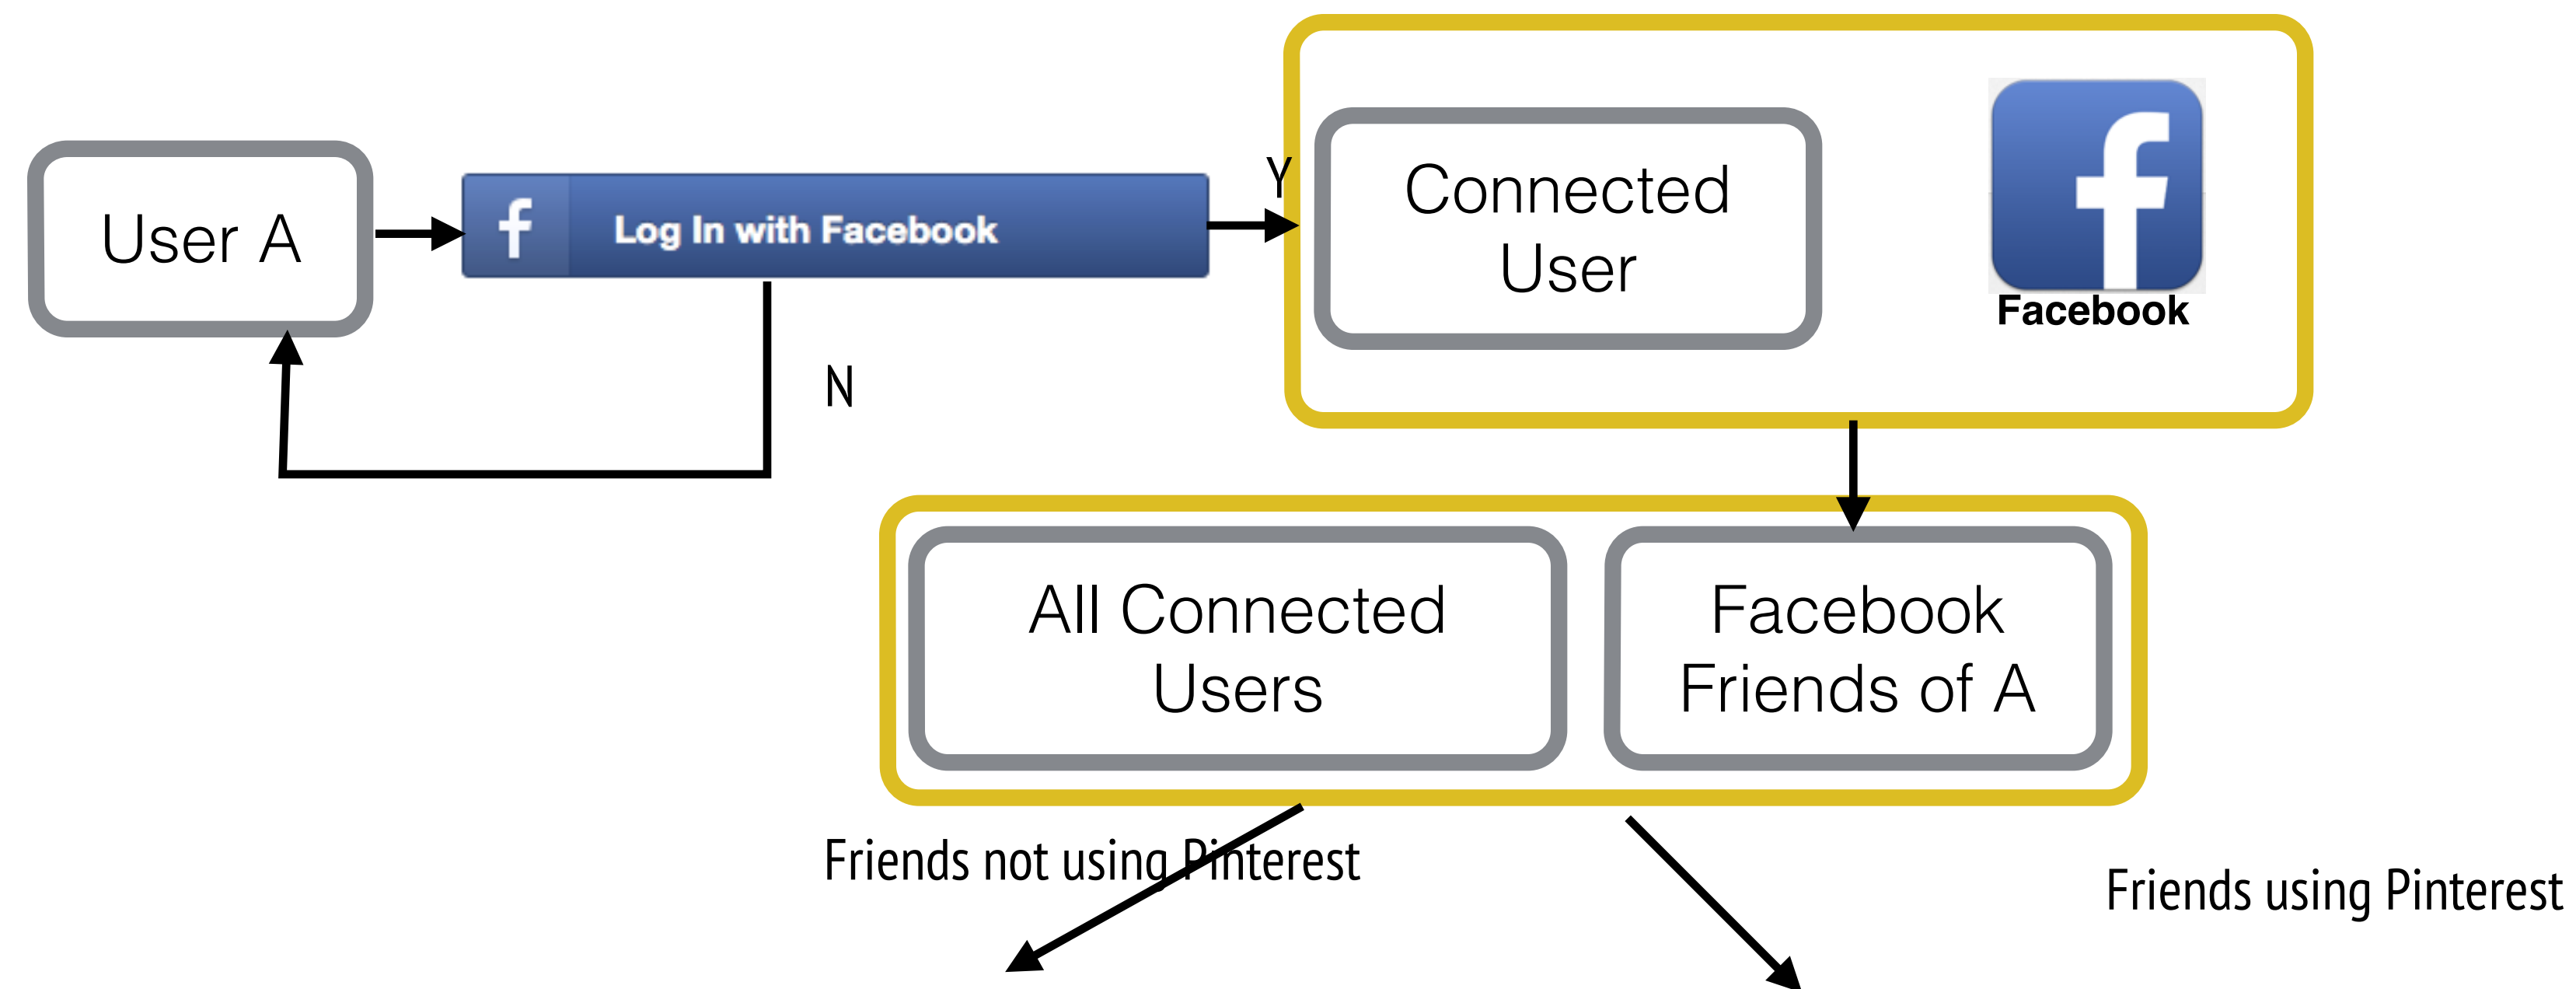 User A
Log In with Facebook
Y
Connected
User
Facebook
N
All Connected
Users
Facebook
Friends of A
Friends not using Pinterest
Friends using Pinterest